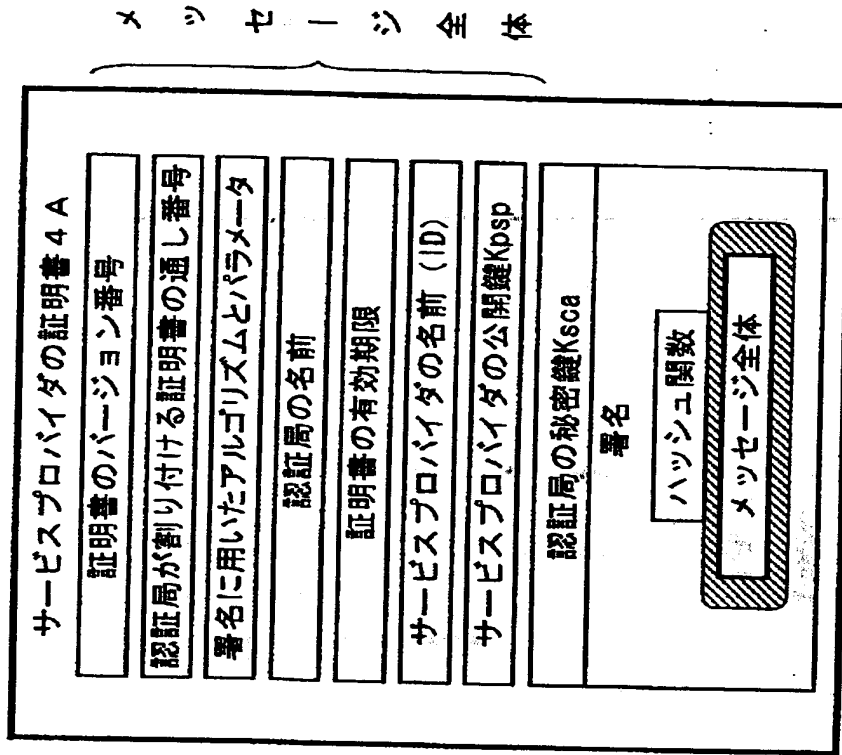 サービスプロバイダの証明書4A
証明書のバージョン番号
認証局が割り付ける証明書の通し番号
署名に用いたアルゴリズムとパラメータ
認証局の名前
証明書の有効期限
サービスプロバイダの名前(ID)
サービスプロバイダの公開鍵Kpsp
認証局の秘密鍵Ksca
署名
ハッシュ関数
メッセージ全体
メッセージ全体